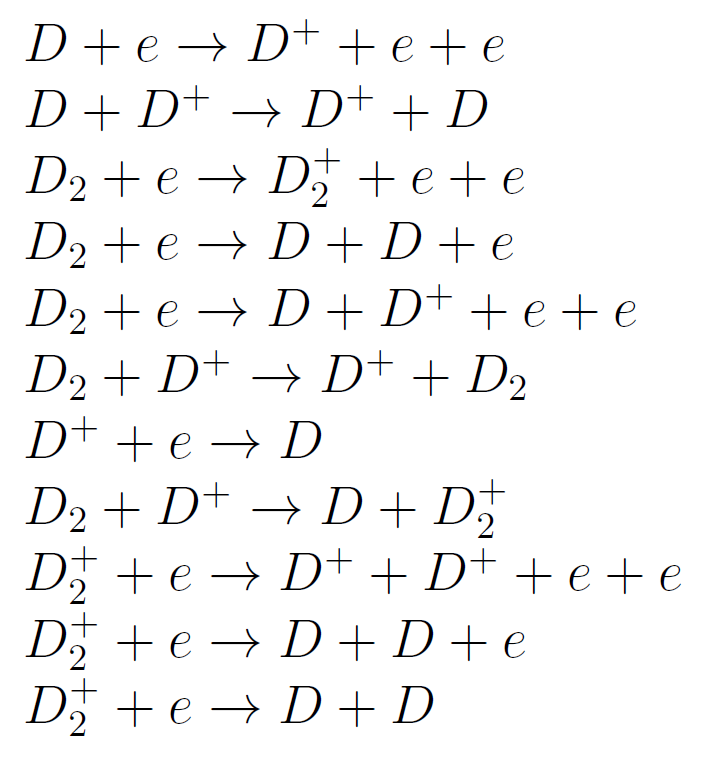 D + e → D⁺ + e + e
D + D⁺ → D⁺ + D
D₂ + e → D₂⁺ + e + e
D₂ + e → D + D + e
D₂ + e → D + D⁺ + e + e
D₂ + D⁺ → D⁺ + D₂
D⁺ + e → D
D₂ + D⁺ → D + D₂⁺
D₂⁺ + e → D⁺ + D⁺ + e + e
D₂⁺ + e → D + D + e
D₂⁺ + e → D + D